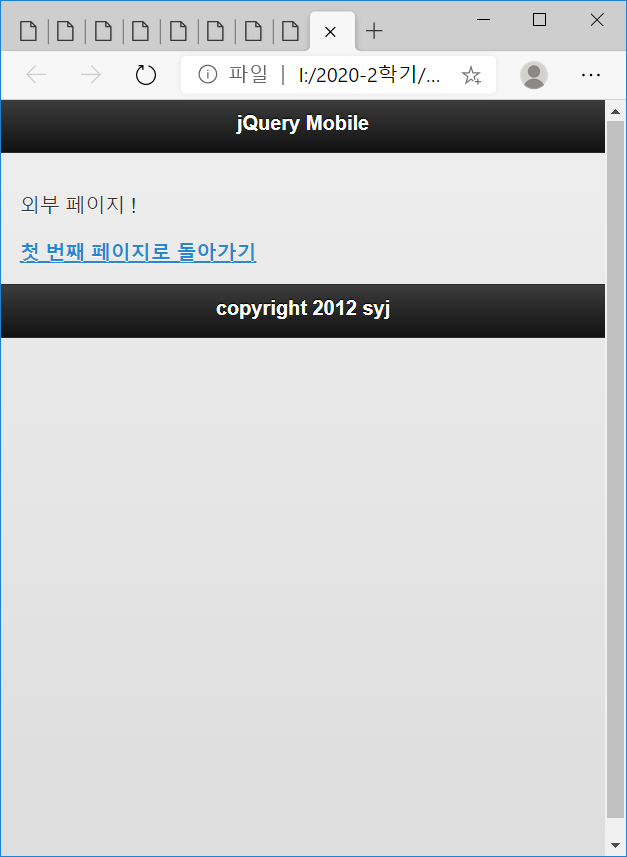 파일 | I:/2020-2학기/...
jQuery Mobile
외부 페이지 !
첫 번째 페이지로 돌아가기
copyright 2012 syj